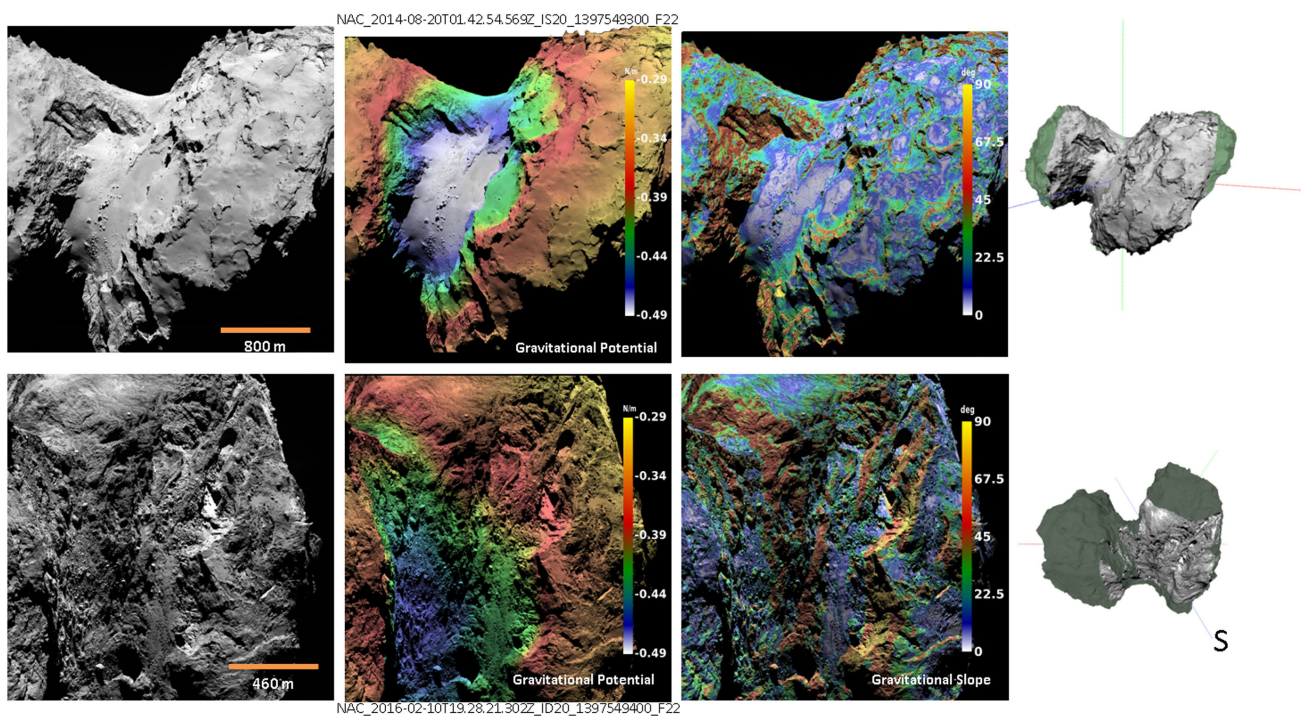 NAC_2014-08-20T01.42.54.569Z_IS20_1397549300_F22
800 m
N/m
-0.29
-0.34
-0.39
-0.44
-0.49
Gravitational Potential
deg
90
67.5
45
22.5
0
460 m
N/m
-0.29
-0.34
-0.39
-0.44
-0.49
Gravitational Potential
deg
90
67.5
45
22.5
0
Gravitational Slope
S
NAC_2016-02-10T19.28.21.302Z_ID20_1397549400_F22